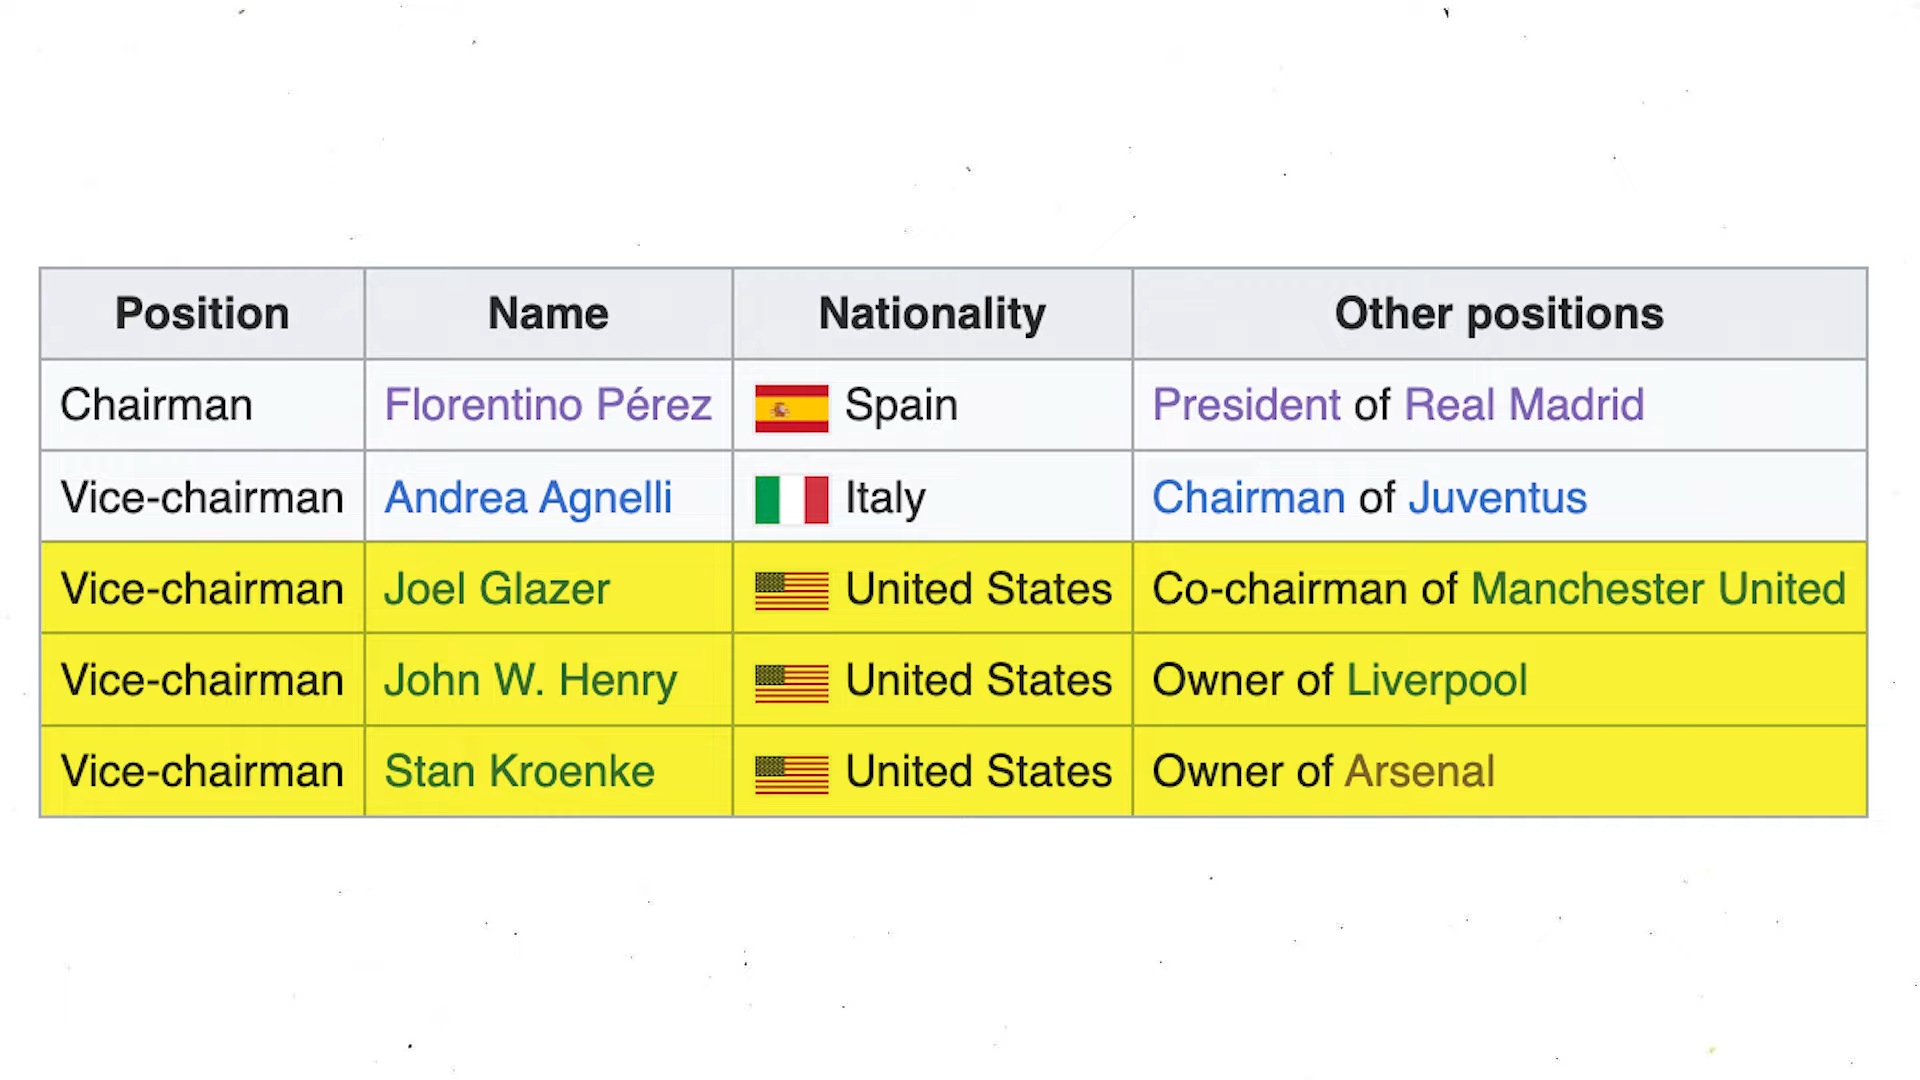 Position Name Nationality Other positions
Chairman Florentino Pérez Spain President of Real Madrid
Vice-chairman Andrea Agnelli Italy Chairman of Juventus
Vice-chairman Joel Glazer United States Co-chairman of Manchester United
Vice-chairman John W. Henry United States Owner of Liverpool
Vice-chairman Stan Kroenke United States Owner of Arsenal